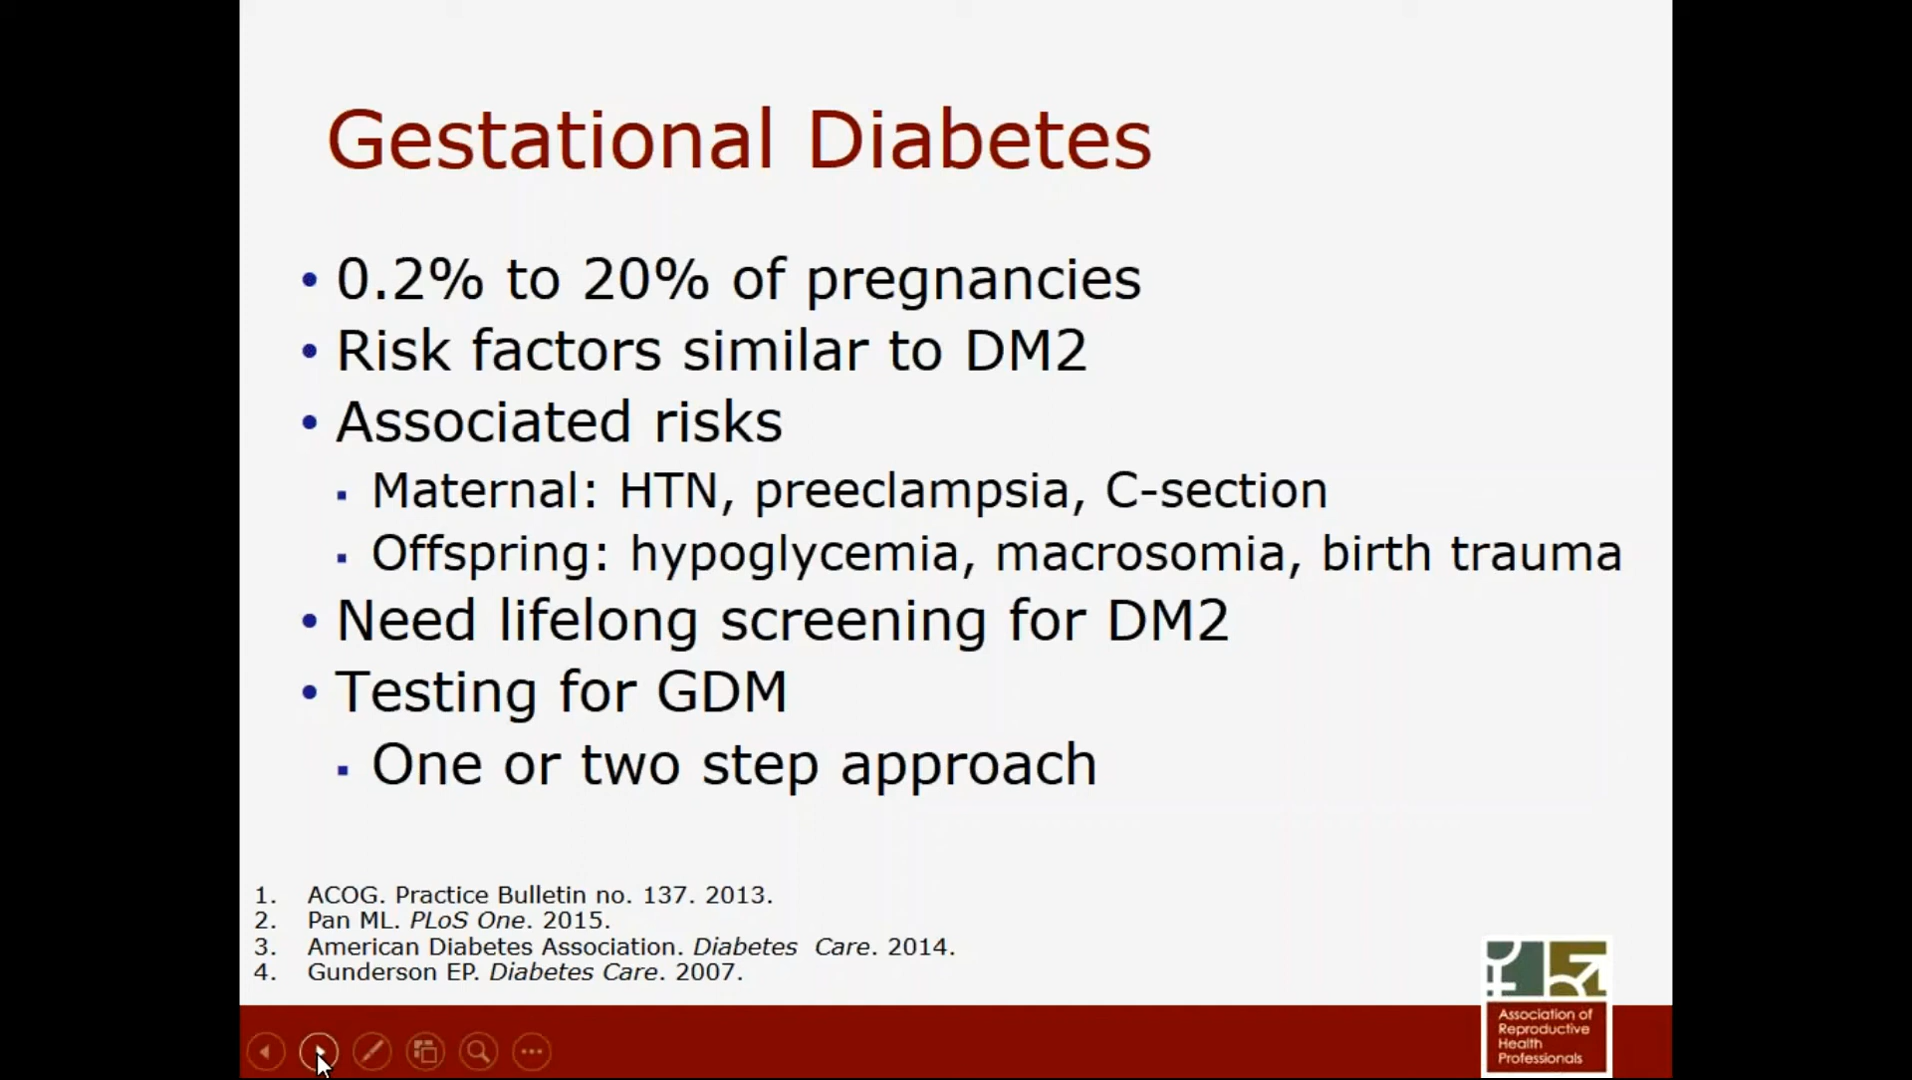 Gestational Diabetes
• 0.2% to 20% of pregnancies
• Risk factors similar to DM2
• Associated risks
▪ Maternal: HTN, preeclampsia, C-section
▪ Offspring: hypoglycemia, macrosomia, birth trauma
• Need lifelong screening for DM2
• Testing for GDM
▪ One or two step approach
1. ACOG. Practice Bulletin no. 137. 2013.
2. Pan ML. PLoS One. 2015.
3. American Diabetes Association. Diabetes Care. 2014.
4. Gunderson EP. Diabetes Care. 2007.
Association of
Reproductive
Health
Professionals